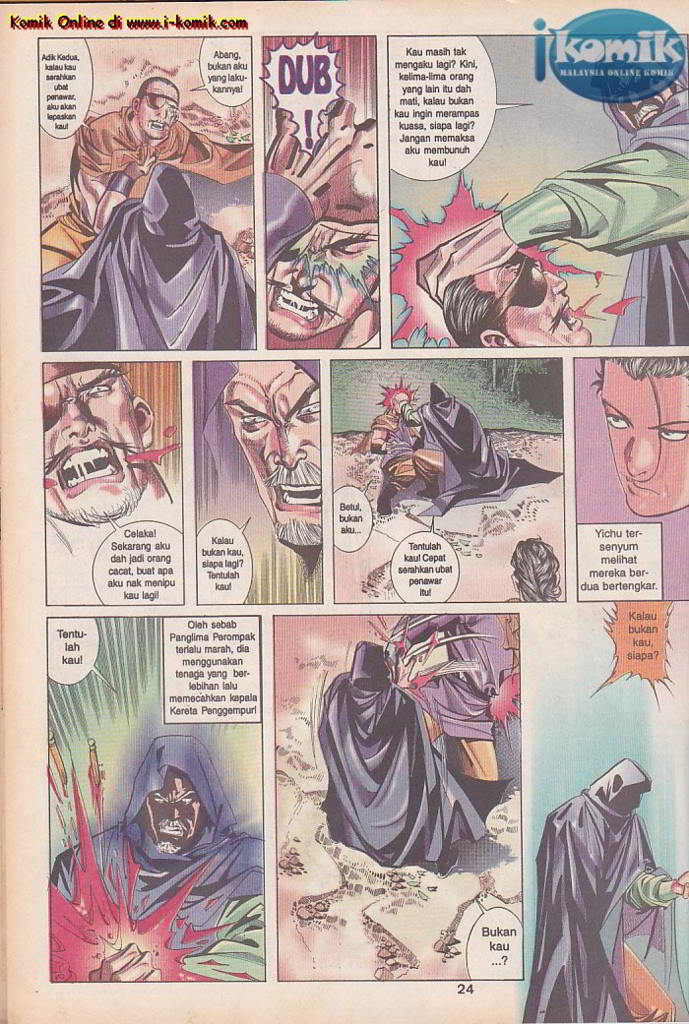 Komik Online di www.i-komik.com
ikomik
MALAYSIA ONLINE KOMIK
Adik Kedua,
kalau kau
serahkan
ubat
penawar,
aku akan
lepaskan
kau!
Abang,
bukan aku
yang laku-
kannya!
DUB
!
Kau masih tak
mengaku lagi? Kini,
kelima-lima orang
yang lain itu dah
mati, kalau bukan
kau ingin merampas
kuasa, siapa lagi?
Jangan memaksa
aku membunuh
kau!
Celaka!
Sekarang aku
dah jadi orang
cacat, buat apa
aku nak menipu
kau lagi!
Kalau
bukan kau,
siapa lagi?
Tentulah
kau!
Betul,
bukan
aku...
Tentulah
kau! Cepat
serahkan ubat
penawar
itu!
Yichu ter-
senyum
melihat
mereka ber-
dua bertengkar.
Tentu-
lah
kau!
Oleh sebab
Panglima Perompak
terlalu marah, dia
menggunakan
tenaga yang ber-
lebihan lalu
memecahkan kepala
Kereta Penggempur!
Bukan
kau
...?
Kalau
bukan
kau,
siapa?
24